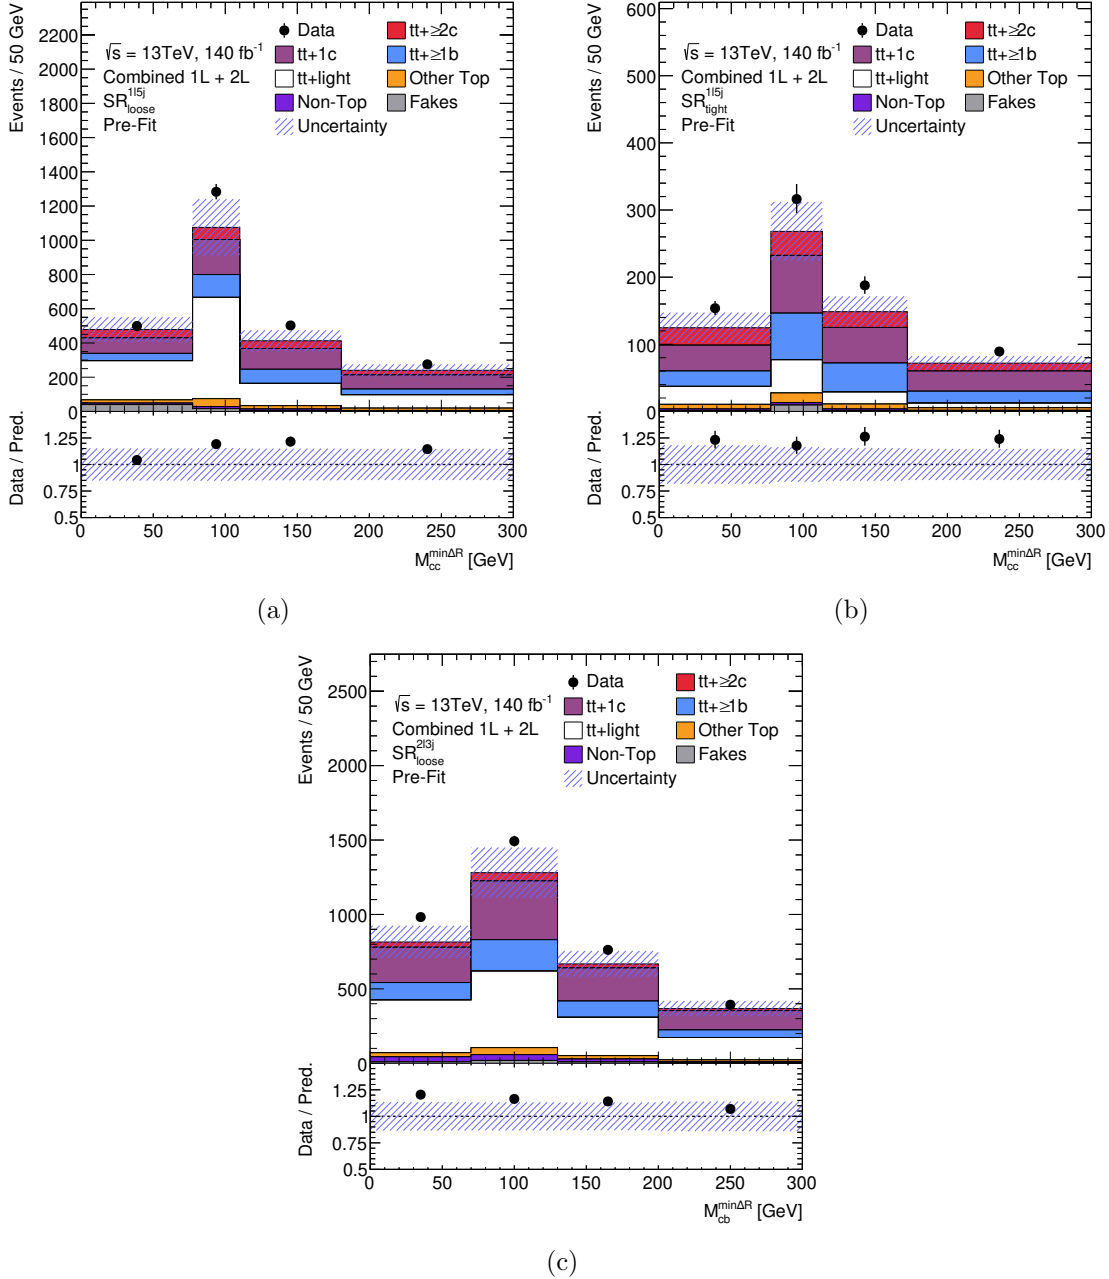 Events / 50 GeV
2200
2000
1800
1600
1400
1200
1000
800
600
400
200
0
√s = 13TeV, 140 fb⁻¹
Combined 1L + 2L
SR 1l5j loose
Pre-Fit
Data
tt+≥2c
tt+1c
tt+≥1b
tt+light
Other Top
Non-Top
Fakes
Uncertainty
Data / Pred.
1.25
1
0.75
0.5
0 50 100 150 200 250 300
M_cc^minΔR [GeV]
(a)
Events / 50 GeV
600
500
400
300
200
100
0
√s = 13TeV, 140 fb⁻¹
Combined 1L + 2L
SR 1l5j tight
Pre-Fit
Data
tt+≥2c
tt+1c
tt+≥1b
tt+light
Other Top
Non-Top
Fakes
Uncertainty
Data / Pred.
1.25
1
0.75
0.5
0 50 100 150 200 250 300
M_cc^minΔR [GeV]
(b)
Events / 50 GeV
2500
2000
1500
1000
500
0
√s = 13TeV, 140 fb⁻¹
Combined 1L + 2L
SR 2l3j loose
Pre-Fit
Data
tt+≥2c
tt+1c
tt+≥1b
tt+light
Other Top
Non-Top
Fakes
Uncertainty
Data / Pred.
1.25
1
0.75
0.5
0 50 100 150 200 250 300
M_cb^minΔR [GeV]
(c)